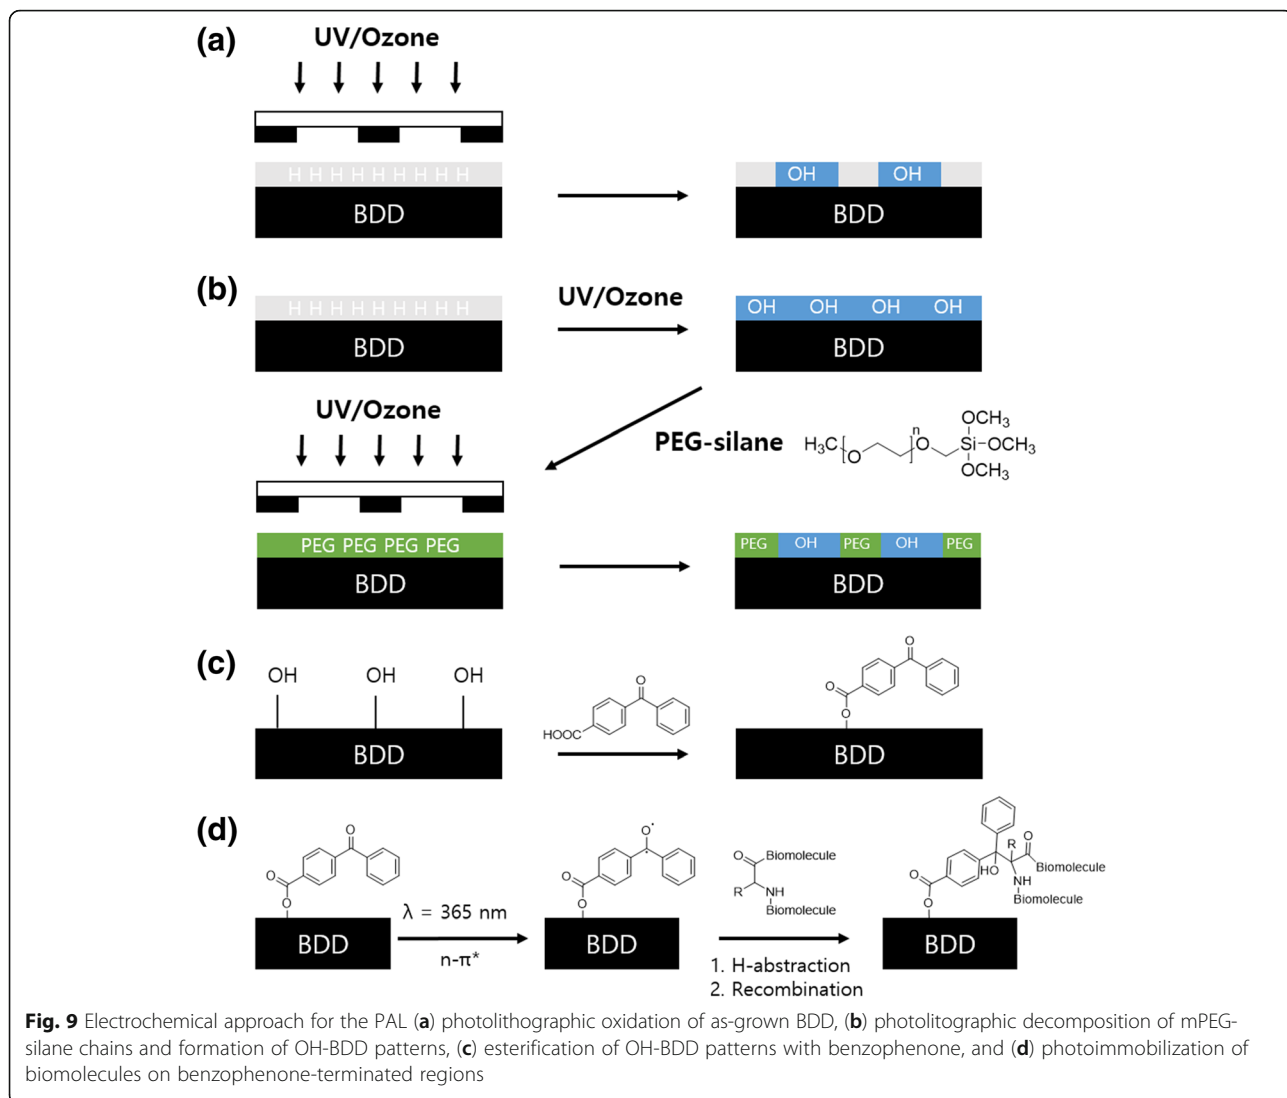 (a)
UV/Ozone
H H H H H H H H H
BDD
OH OH
BDD
(b)
H H H H H H H H H
BDD
UV/Ozone
OH OH OH OH
BDD
UV/Ozone
PEG-silane
H₃C[O]ⁿO Si OCH₃ OCH₃ OCH₃
PEG PEG PEG PEG
BDD
PEG OH PEG OH PEG
BDD
(c)
OH OH OH
BDD
O
HOOC
O
O
O
BDD
(d)
O
O
O
BDD
λ = 365 nm
n-π*
O·
·
O
O
BDD
O Biomolecule
R NH
Biomolecule
1. H-abstraction
2. Recombination
R O
HO Biomolecule
O NH
O Biomolecule
BDD
Fig. 9 Electrochemical approach for the PAL (a) photolithographic oxidation of as-grown BDD, (b) photolitographic decomposition of mPEG-
silane chains and formation of OH-BDD patterns, (c) esterification of OH-BDD patterns with benzophenone, and (d) photoimmobilization of
biomolecules on benzophenone-terminated regions